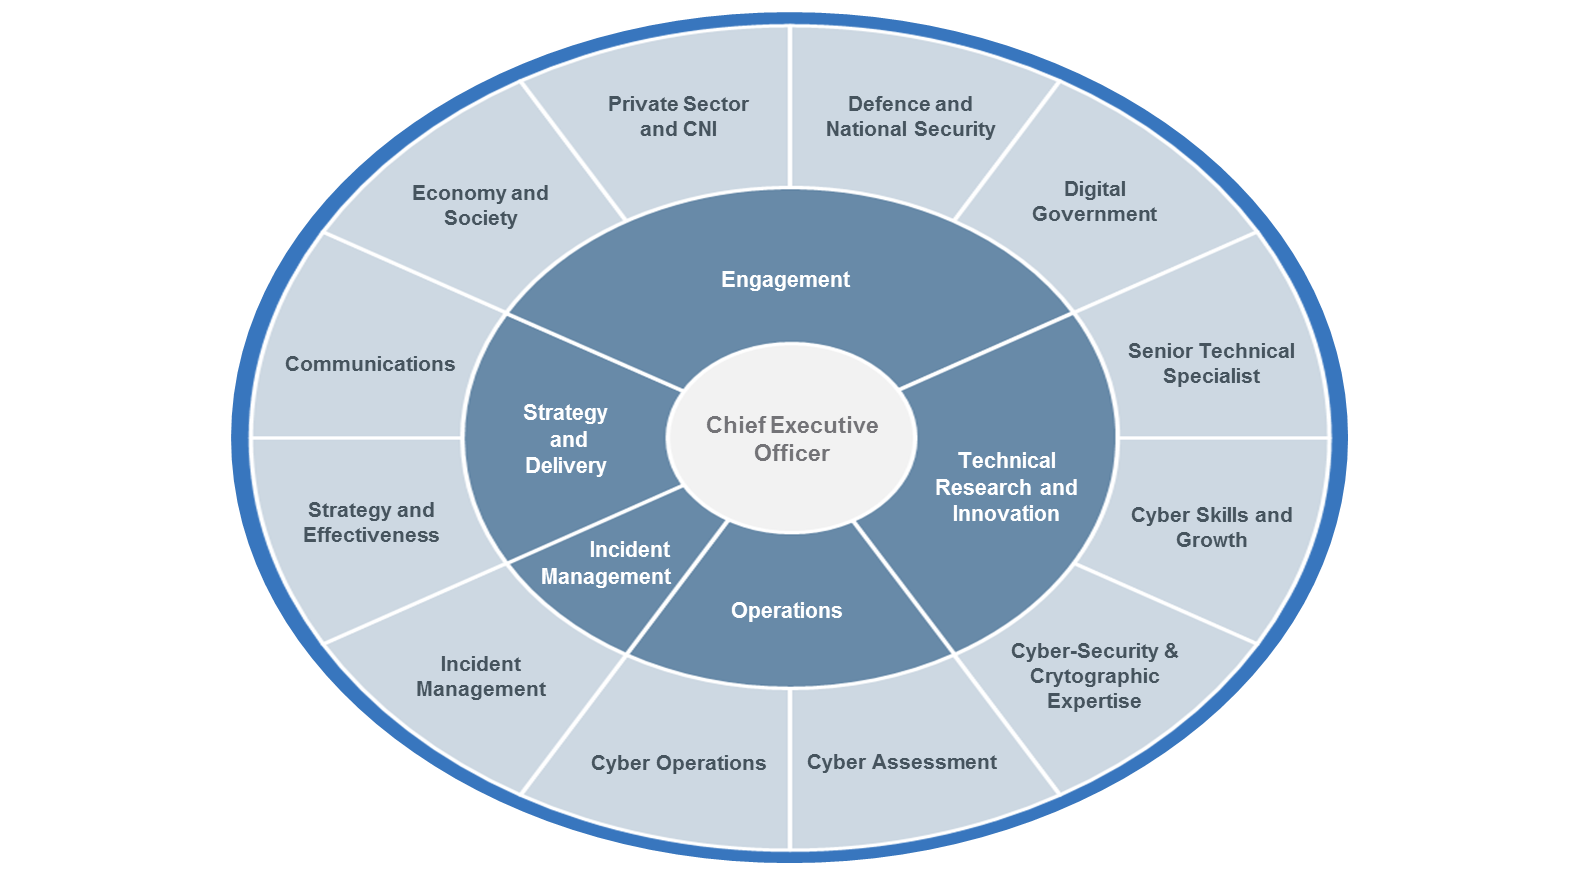 Private Sector
and CNI
Defence and
National Security
Digital
Government
Economy and
Society
Engagement
Communications
Senior Technical
Specialist
Strategy
and
Delivery
Chief Executive
Officer
Technical
Research and
Innovation
Strategy and
Effectiveness
Cyber Skills and
Growth
Incident
Management
Operations
Incident
Management
Cyber-Security &
Crytographic
Expertise
Cyber Operations
Cyber Assessment